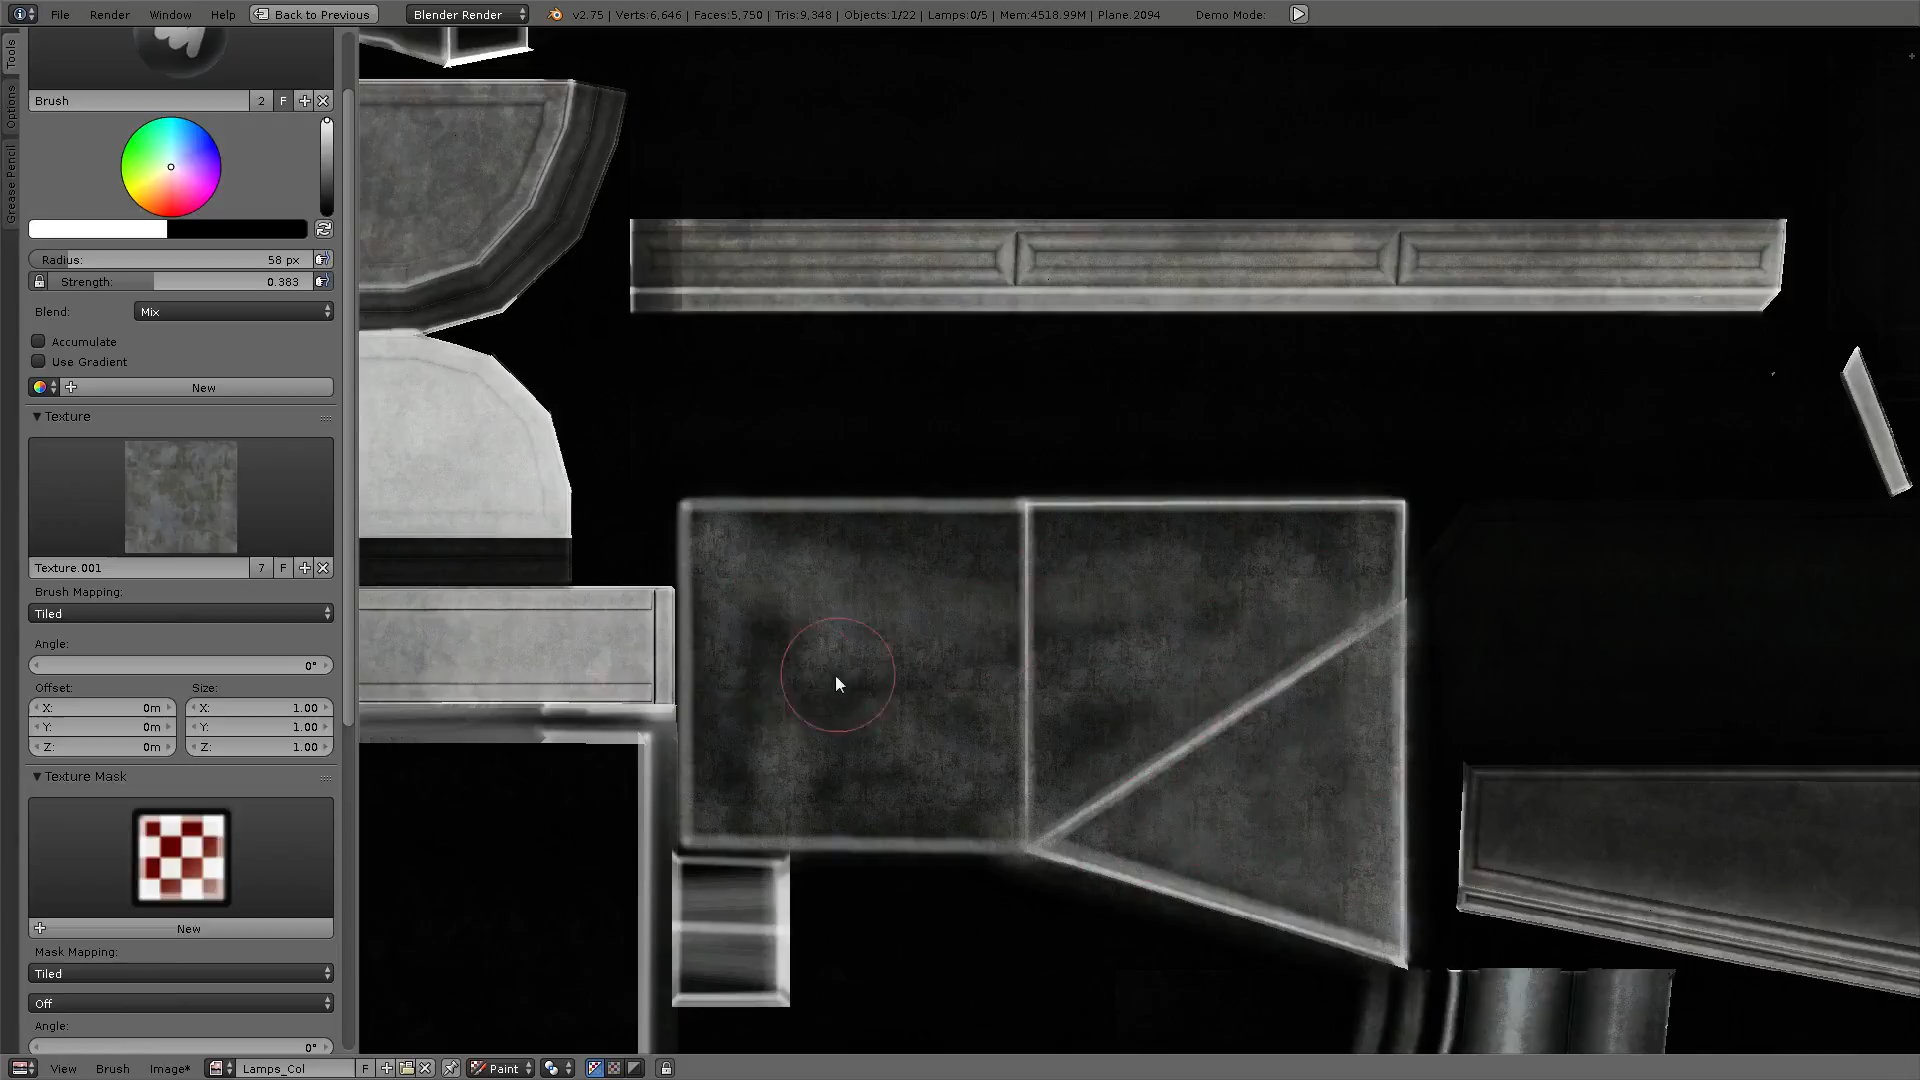 File Render Window Help Back to Previous Blender Render v2.75 | Verts:6,646 | Faces:5,750 | Tris:9,348 | Objects:1/22 | Lamps:0/5 | Mem:4518.99M | Plane.2094 Demo Mode:
Tools
Options
Grease Pencil
Brush 2 F
Radius: 58 px
Strength: 0.383
Blend: Mix
Accumulate
Use Gradient
New
Texture
Texture.001 7 F
Brush Mapping:
Tiled
Angle:
0°
Offset: Size:
X: 0m X: 1.00
Y: 0m Y: 1.00
Z: 0m Z: 1.00
Texture Mask
New
Mask Mapping:
Tiled
Off
Angle:
0°
View Brush Image* Lamps_Col F Paint